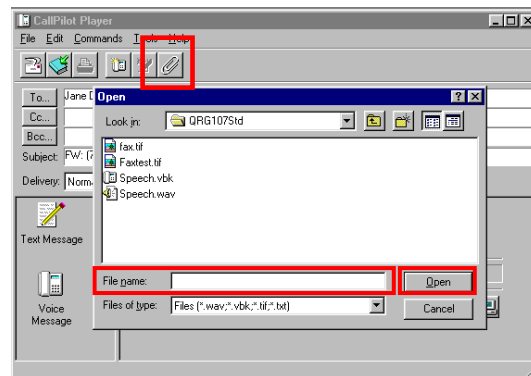 CallPilot Player
File Edit Commands Tools Help
To... Jane D
Open
Cc...
Look in: QRG107Std
Bcc...
fax.tif
Subject: FW: (7
Faxtest.tif
Speech.vbk
Delivery: Norma
Speech.wav
Text Message
File name: Open
Files of type: Files (*.wav;*.vbk;*.tif;*.txt) Cancel
Voice
Message